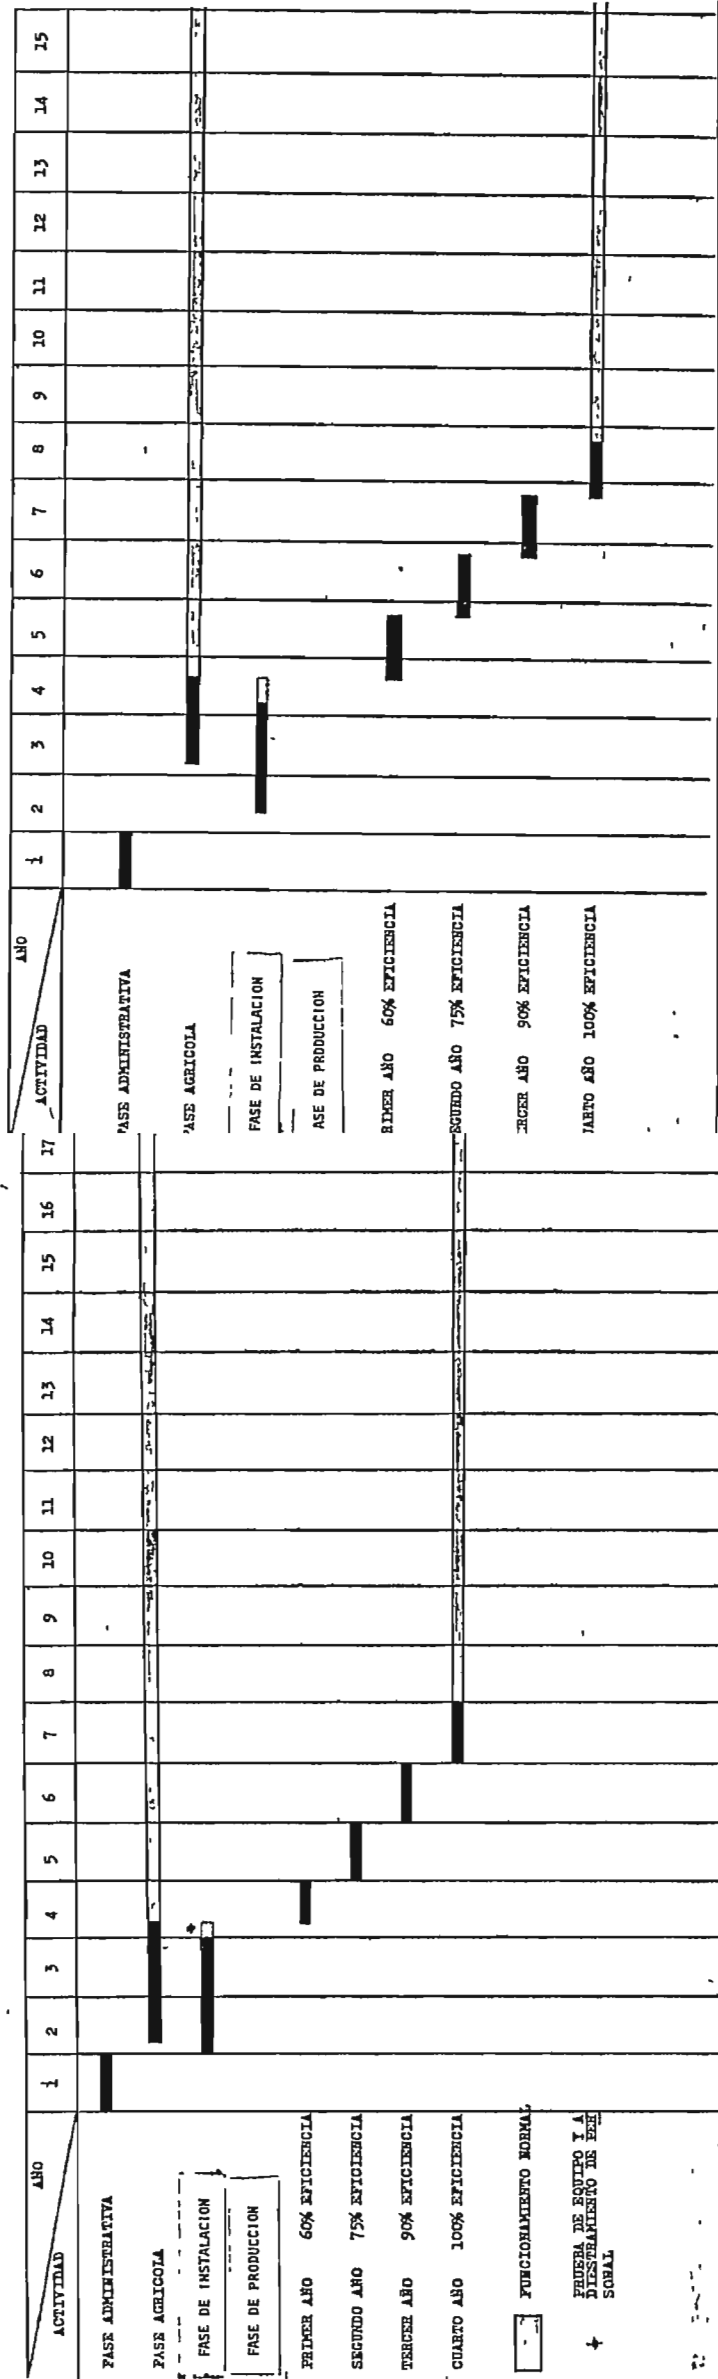 AÑO
ACTIVIDAD
1 2 3 4 5 6 7 8 9 10 11 12 13 14 15
ASE ADMINISTRATIVA
ASE AGRICOLA
FASE DE INSTALACION
ASE DE PRODUCCION
RIMER AÑO 60% EFICIENCIA
EGUNDO AÑO 75% EFICIENCIA
ERCER AÑO 90% EFICIENCIA
ARTO AÑO 100% EFICIENCIA
AÑO
ACTIVIDAD
1 2 3 4 5 6 7 8 9 10 11 12 13 14 15 16 17
FASE ADMINISTRATIVA
FASE AGRICOLA
FASE DE INSTALACION
FASE DE PRODUCCION
PRIMER AÑO 60% EFICIENCIA
SEGUNDO AÑO 75% EFICIENCIA
TERCER AÑO 90% EFICIENCIA
CUARTO AÑO 100% EFICIENCIA
FUNCIONAMIENTO NORMAL
+ PRUEBA DE EQUIPO Y A
DIESTRAMIENTO DE PER
SONAL